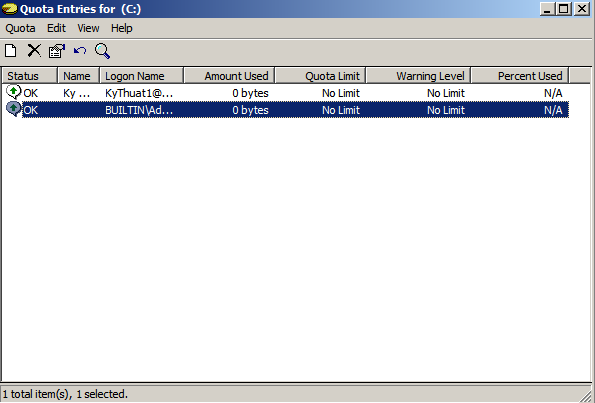 Quota Entries for (C:)
Quota Edit View Help
Status Name Logon Name Amount Used Quota Limit Warning Level Percent Used
OK Ky ... KyThuat1@... 0 bytes No Limit No Limit N/A
OK BUILTIN\Ad... 0 bytes No Limit No Limit N/A
1 total item(s), 1 selected.